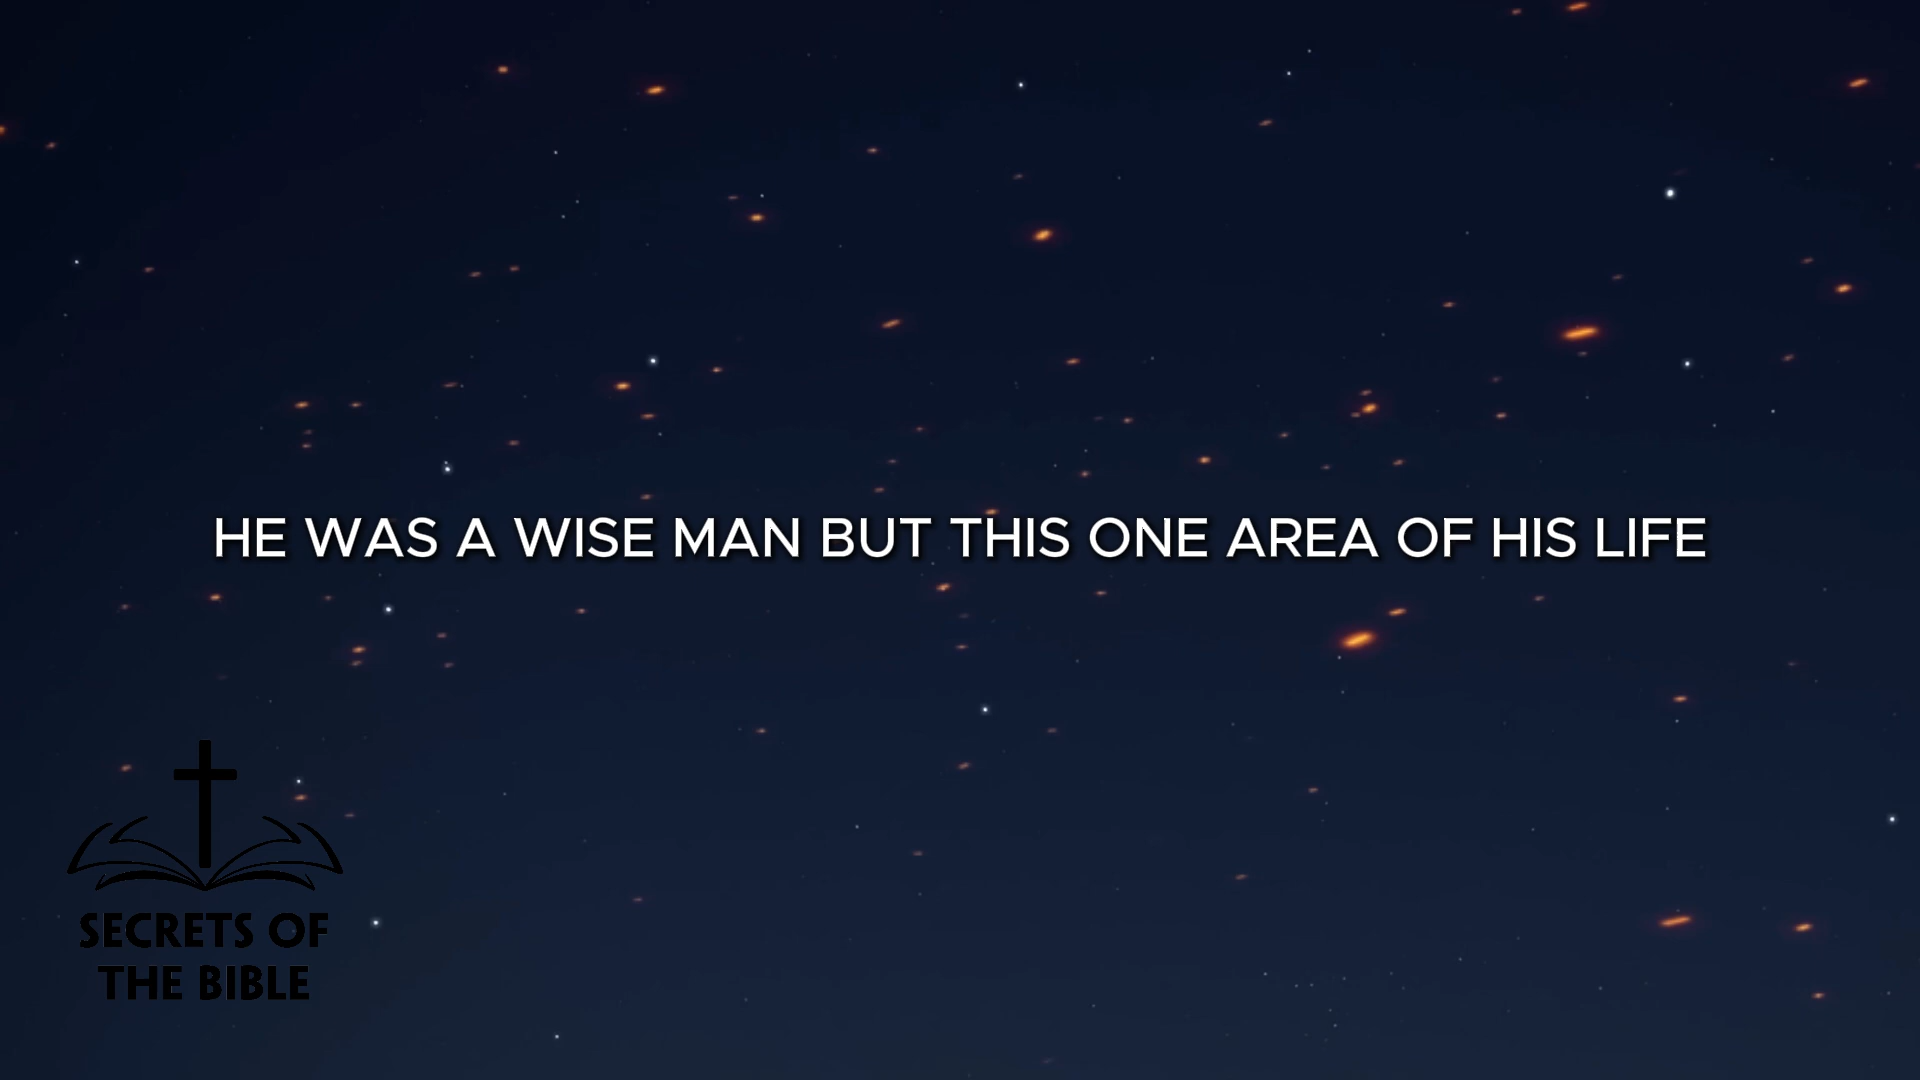 HE WAS A WISE MAN BUT THIS ONE AREA OF HIS LIFE
SECRETS OF
THE BIBLE